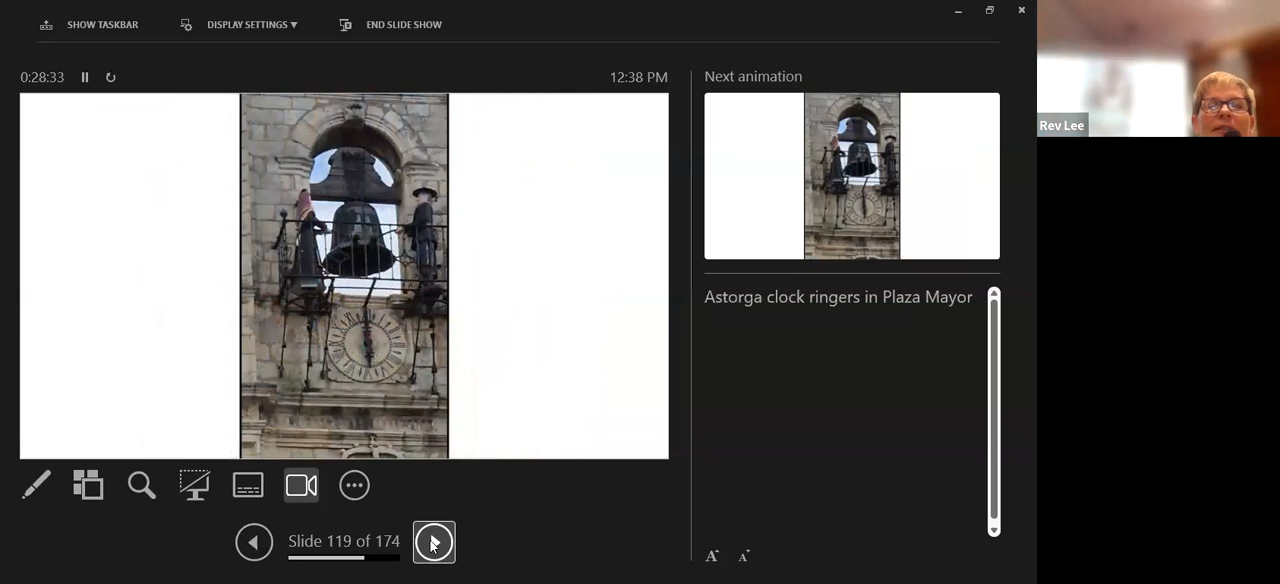 SHOW TASKBAR
DISPLAY SETTINGS ▼
END SLIDE SHOW
0:28:33
12:38 PM
Next animation
Rev Lee
Astorga clock ringers in Plaza Mayor
Slide 119 of 174
A A